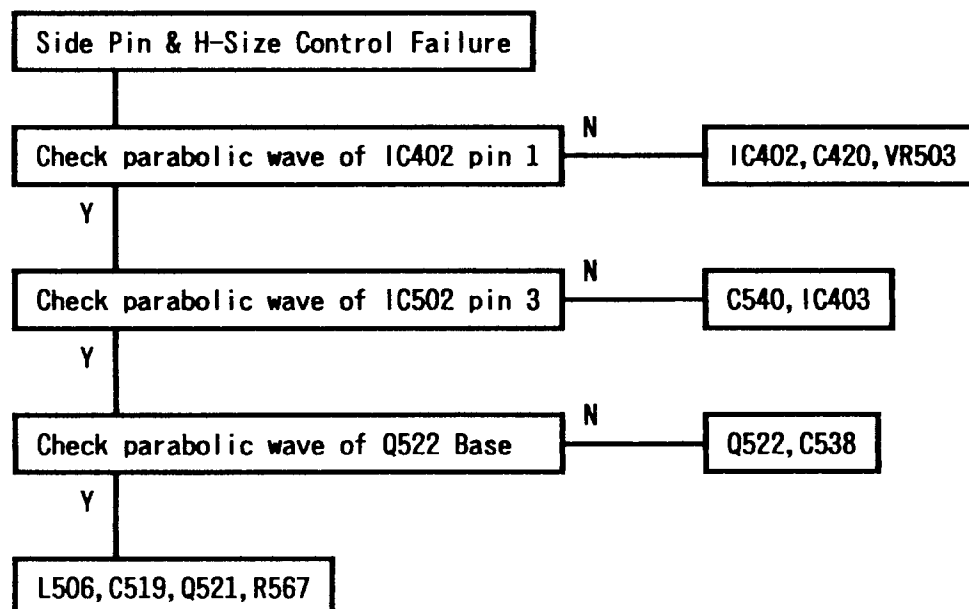 Side Pin & H-Size Control Failure
N
Check parabolic wave of IC402 pin 1
IC402, C420, VR503
Y
N
Check parabolic wave of IC502 pin 3
C540, IC403
Y
N
Check parabolic wave of Q522 Base
Q522, C538
Y
L506, C519, Q521, R567